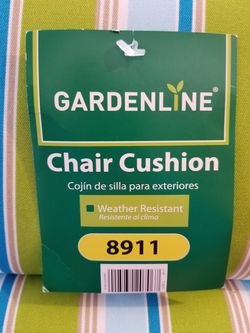 GARDENLINE®
Chair Cushion
Cojín de silla para exteriores
Weather Resistant
Resistente al clima
8911